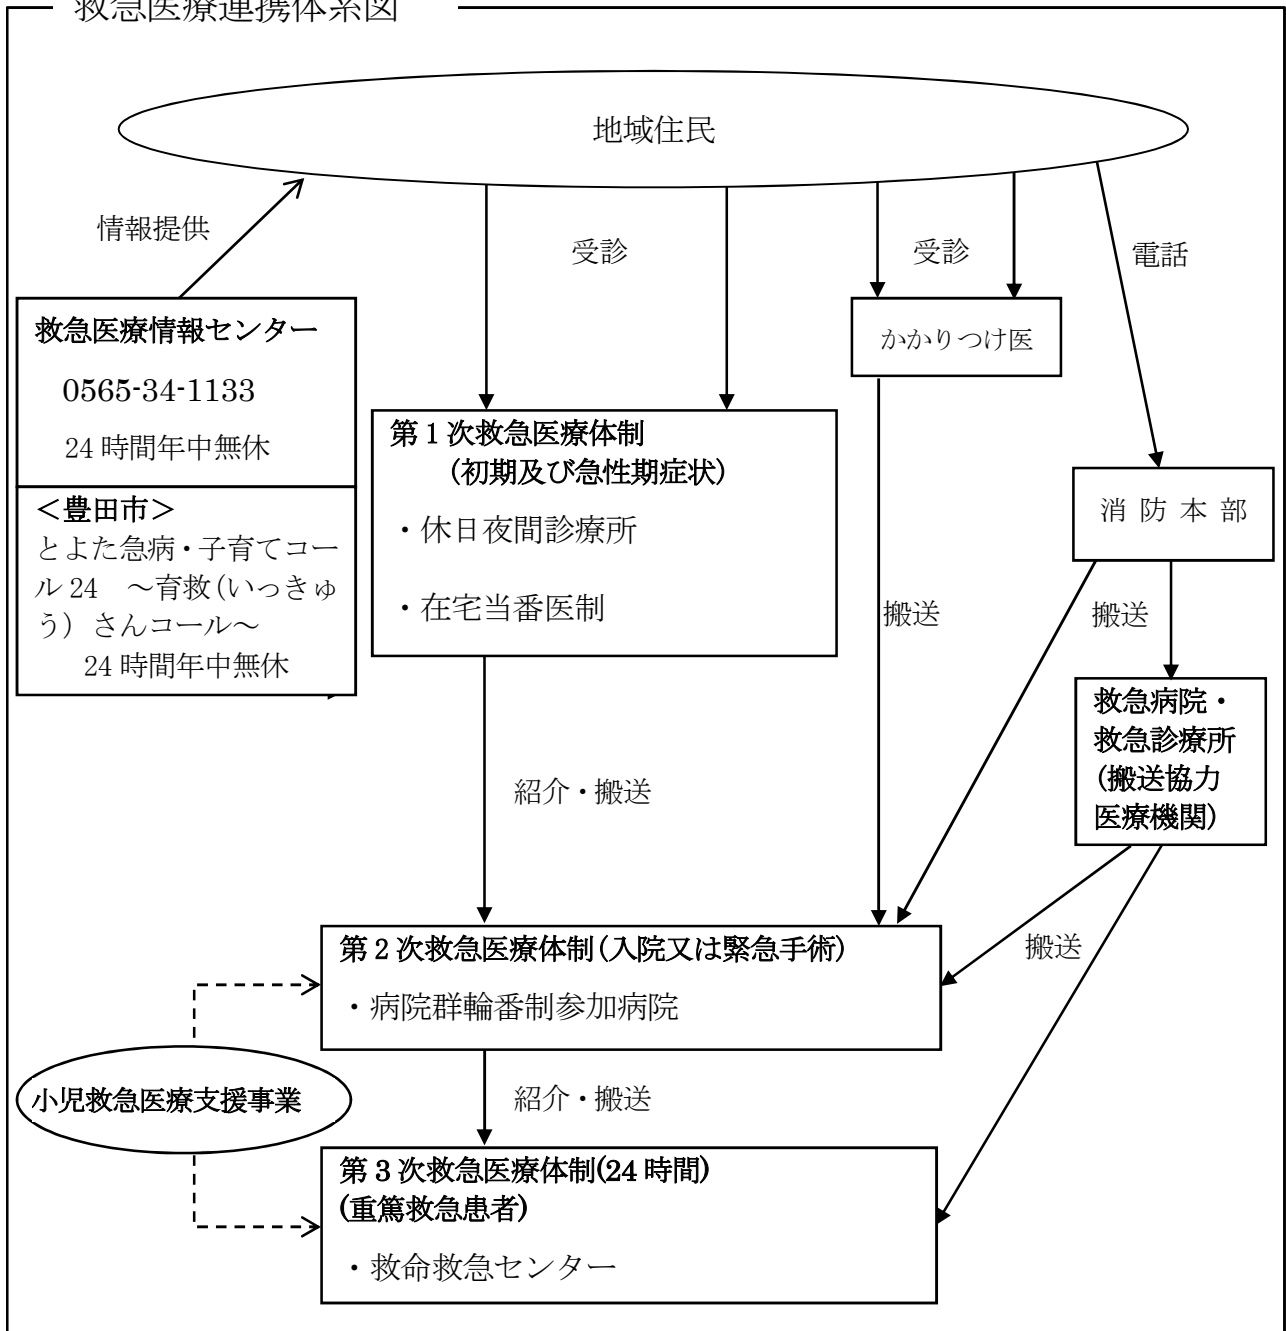 救急医療連携体系図
地域住民
情報提供
受診
受診
電話
救急医療情報センター
0565-34-1133
24時間年中無休
＜豊田市＞
とよた急病・子育てコー
ル24　～育救(いっきゅ
う）さんコール～
24時間年中無休
かかりつけ医
第1次救急医療体制
(初期及び急性期症状)
・休日夜間診療所
・在宅当番医制
消防本部
搬送
搬送
救急病院・
救急診療所
(搬送協力
医療機関)
紹介・搬送
第2次救急医療体制(入院又は緊急手術)
・病院群輪番制参加病院
搬送
小児救急医療支援事業
紹介・搬送
第3次救急医療体制(24時間)
(重篤救急患者)
・救命救急センター